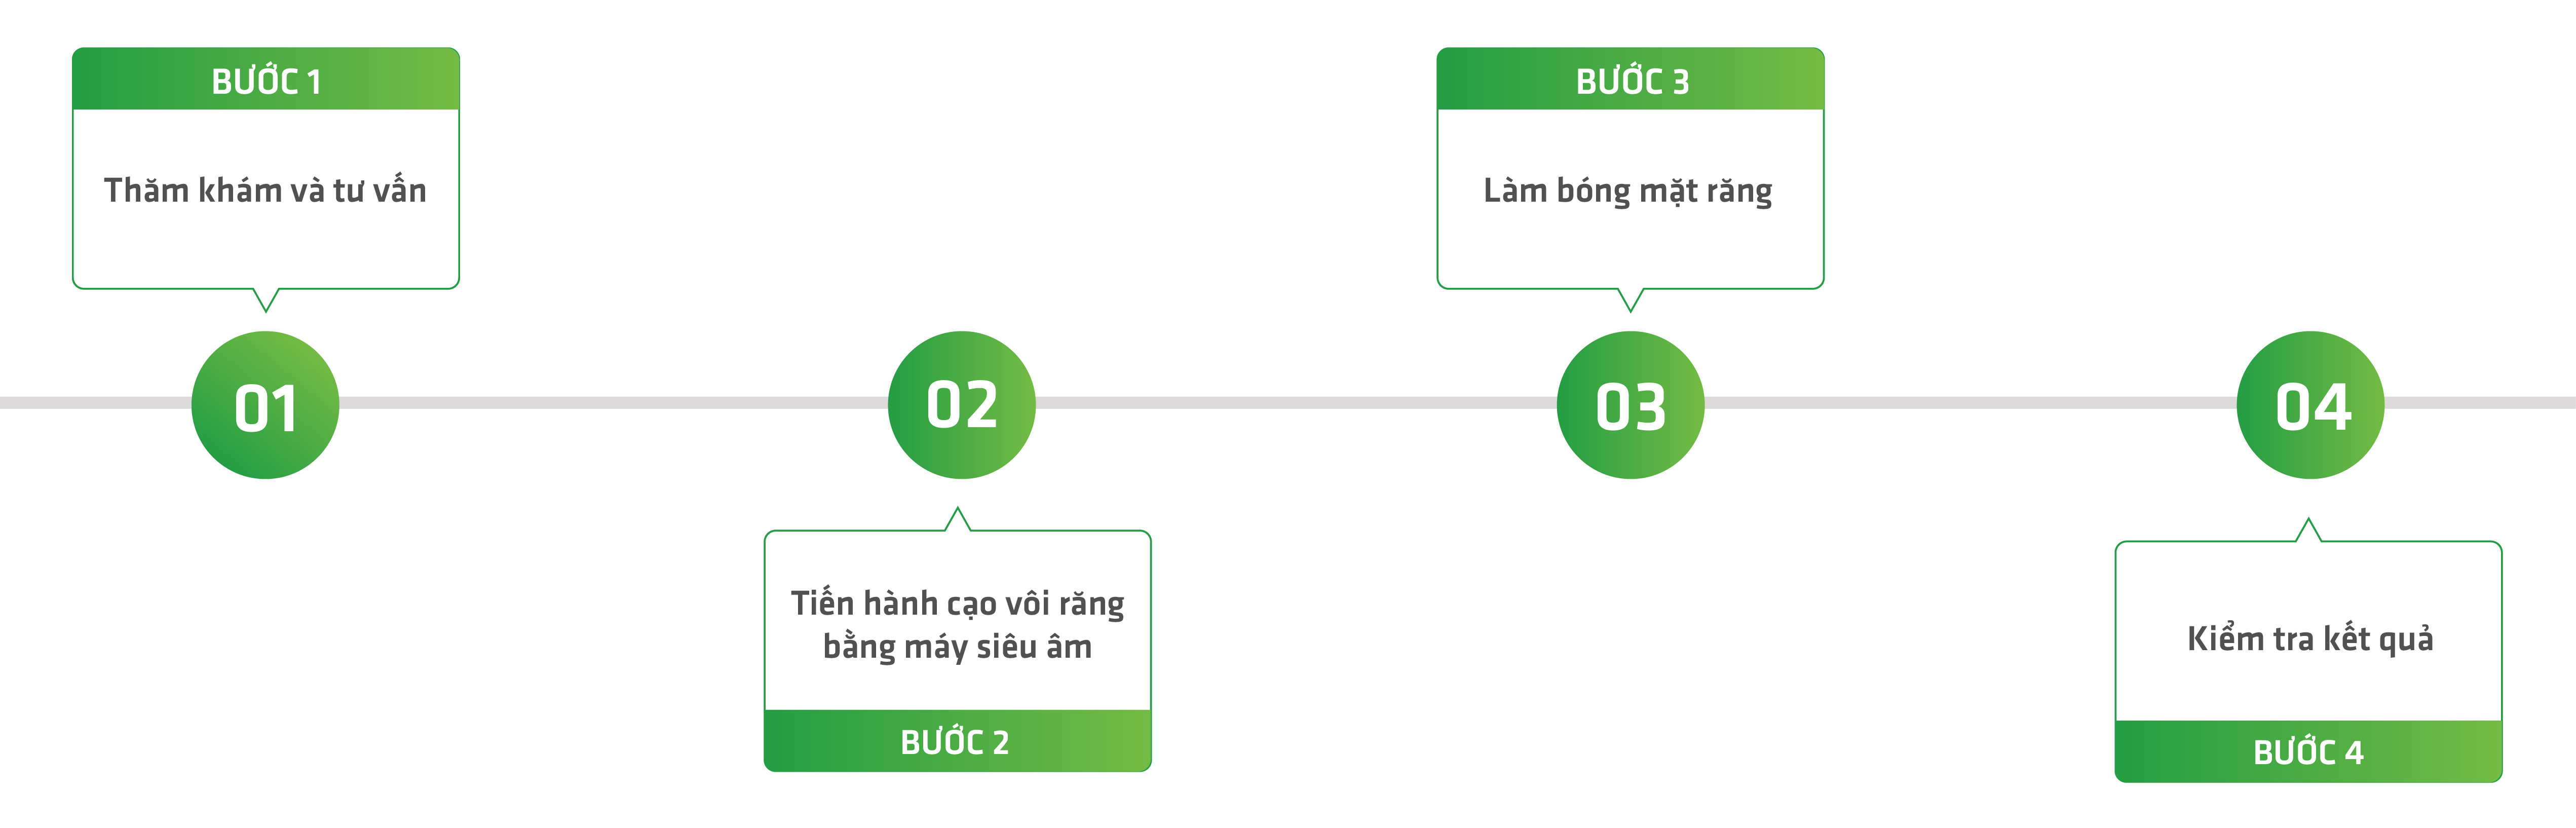 BƯỚC 1
Thăm khám và tư vấn
01
02
Tiến hành cạo vôi răng
bằng máy siêu âm
BƯỚC 2
BƯỚC 3
Làm bóng mặt răng
03
04
Kiểm tra kết quả
BƯỚC 4